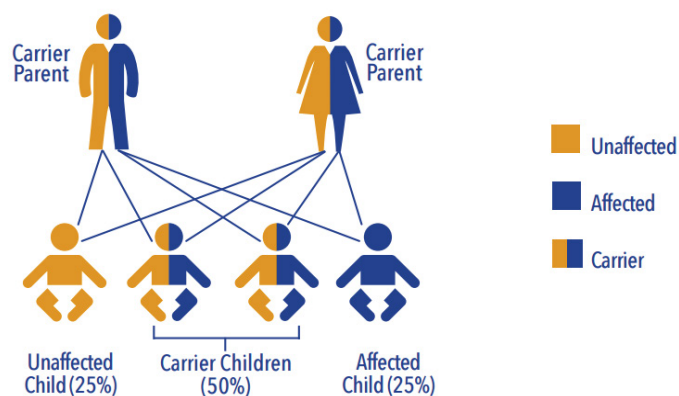 Carrier
Parent
Carrier
Parent
Unaffected
Affected
Carrier
Unaffected
Child (25%)
Carrier Children
(50%)
Affected
Child (25%)